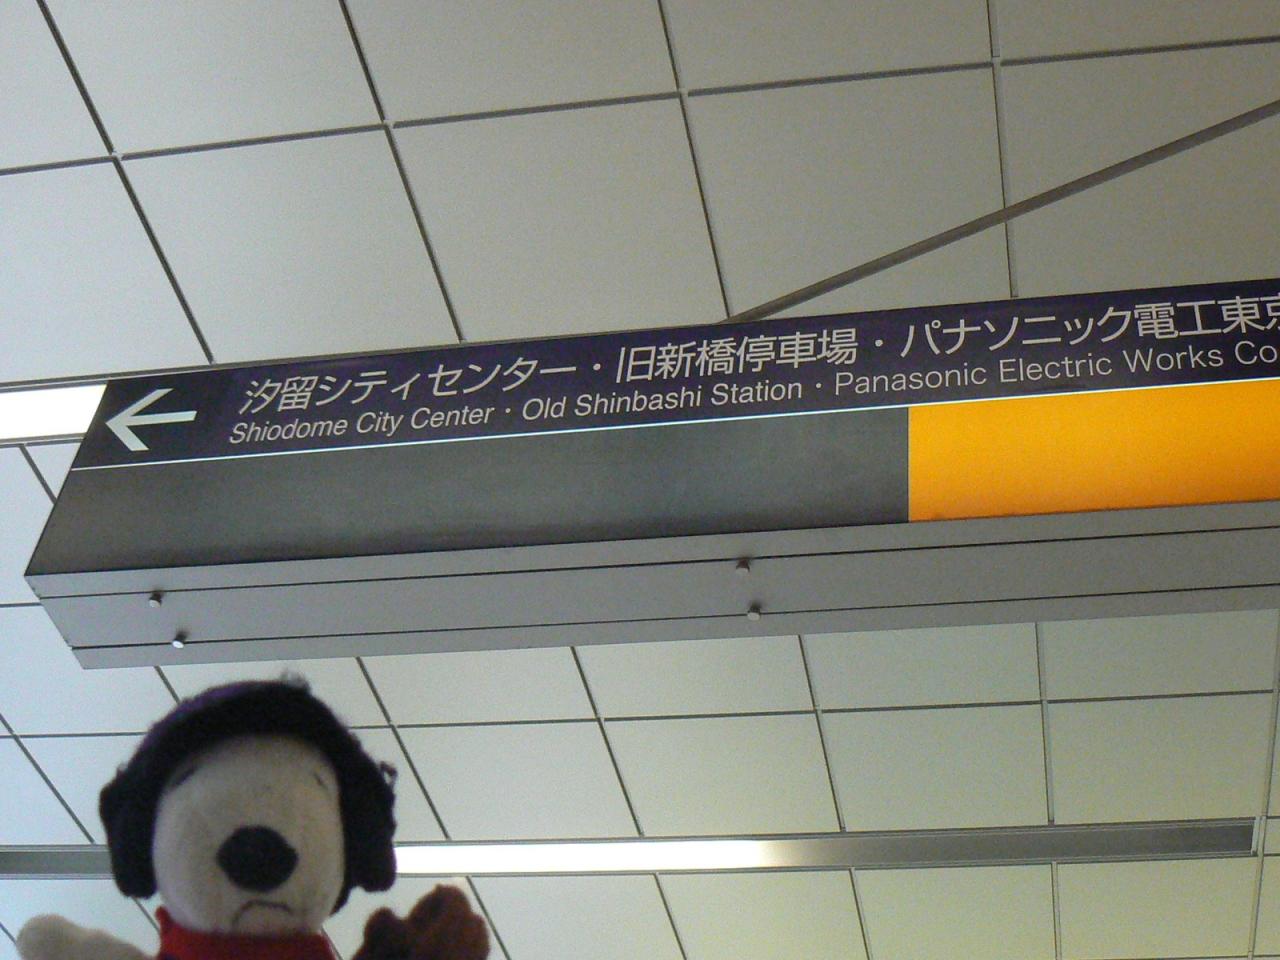 汐留シティセンター・旧新橋停車場・パナソニック電工東京
Shiodome City Center · Old Shinbashi Station · Panasonic Electric Works Co